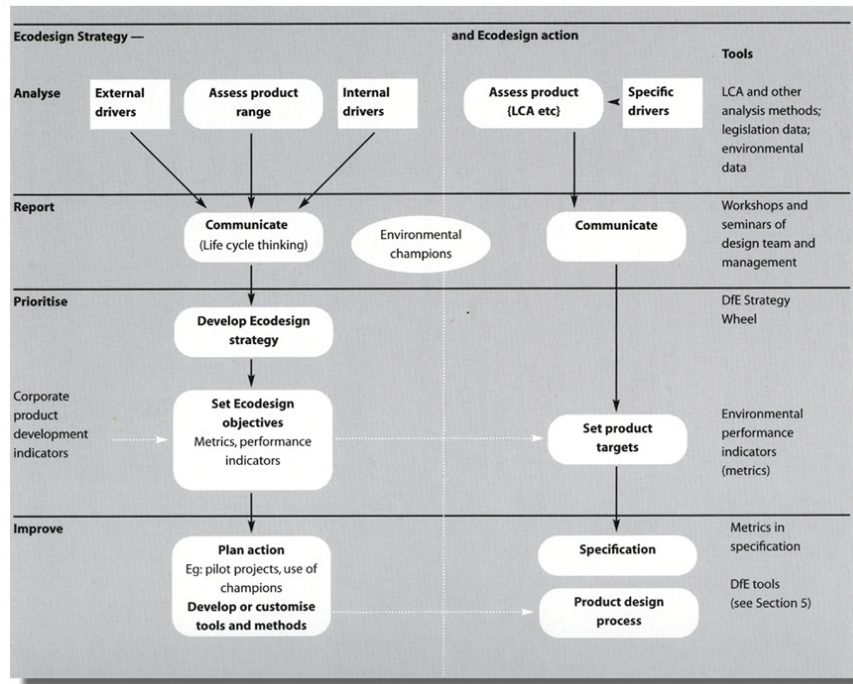 Ecodesign Strategy —
and Ecodesign action
Tools
Analyse
External
drivers
Assess product
range
Internal
drivers
Assess product
{LCA etc}
Specific
drivers
LCA and other
analysis methods;
legislation data;
environmental
data
Report
Communicate
(Life cycle thinking)
Environmental
champions
Communicate
Workshops and
seminars of
design team and
management
Prioritise
Develop Ecodesign
strategy
DfE Strategy
Wheel
Corporate
product
development
indicators
Set Ecodesign
objectives
Metrics, performance
indicators
Set product
targets
Environmental
performance
indicators
(metrics)
Improve
Plan action
Eg: pilot projects, use of
champions
Develop or customise
tools and methods
Specification
Product design
process
Metrics in
specification
DfE tools
(see Section 5)